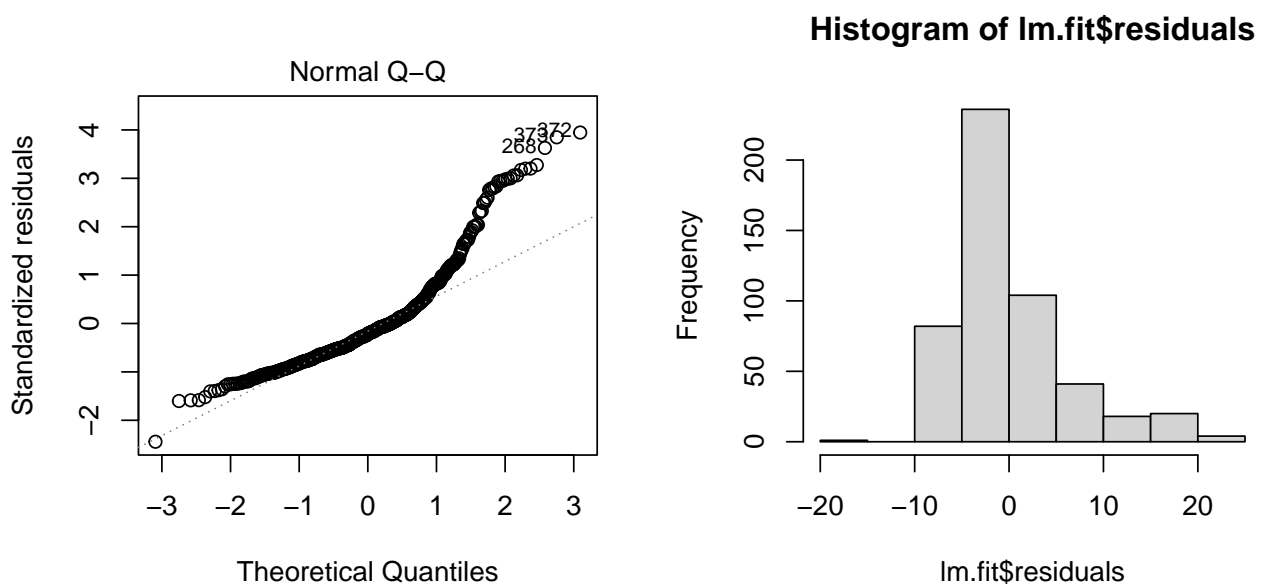 Normal Q−Q
Standardized residuals
4
3
2
1
0
−2
372
373
268
−3 −2 −1 0 1 2 3
Theoretical Quantiles
Histogram of lm.fit$residuals
Frequency
200
150
100
50
0
−20 −10 0 10 20
lm.fit$residuals